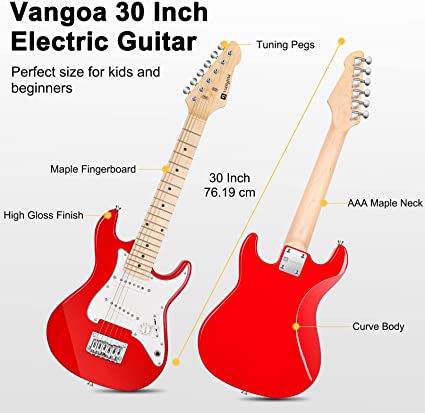 Vangoa 30 Inch
Electric Guitar
Perfect size for kids and
beginners
Tuning Pegs
Vangoa
Maple Fingerboard
30 Inch
76.19 cm
High Gloss Finish
AAA Maple Neck
Curve Body